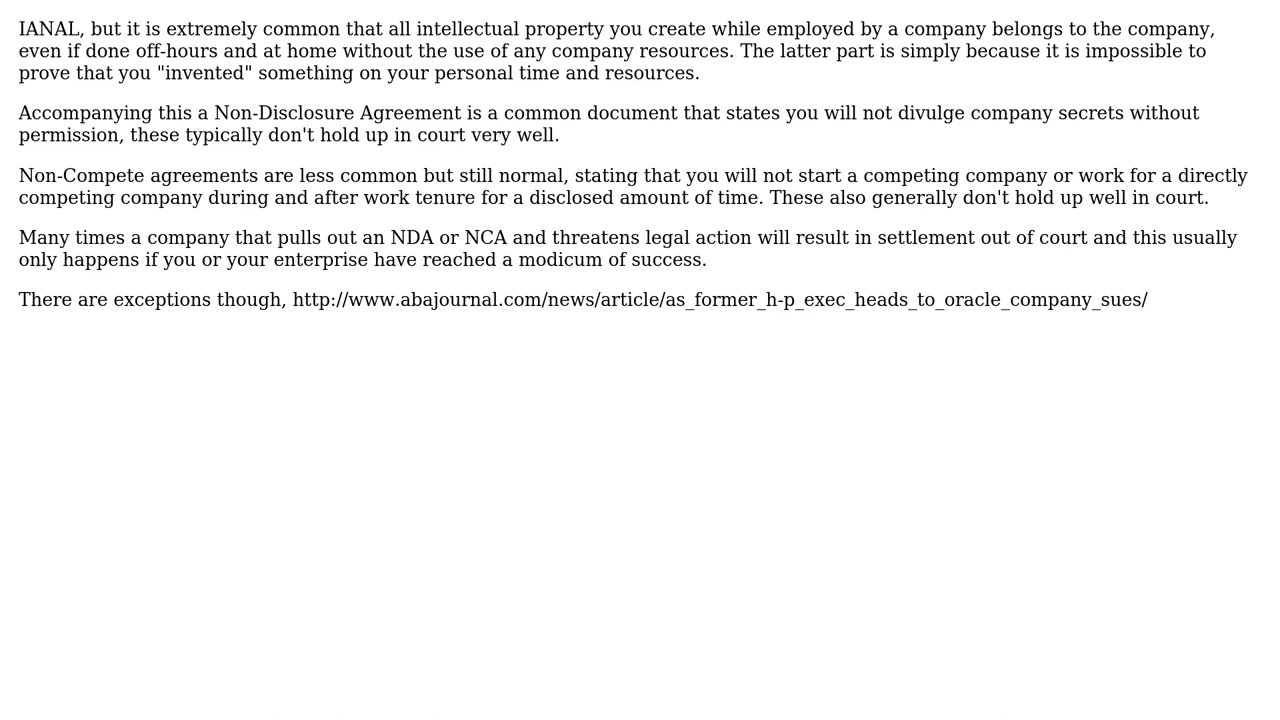 IANAL, but it is extremely common that all intellectual property you create while employed by a company belongs to the company,
even if done off-hours and at home without the use of any company resources. The latter part is simply because it is impossible to
prove that you "invented" something on your personal time and resources.
Accompanying this a Non-Disclosure Agreement is a common document that states you will not divulge company secrets without
permission, these typically don't hold up in court very well.
Non-Compete agreements are less common but still normal, stating that you will not start a competing company or work for a directly
competing company during and after work tenure for a disclosed amount of time. These also generally don't hold up well in court.
Many times a company that pulls out an NDA or NCA and threatens legal action will result in settlement out of court and this usually
only happens if you or your enterprise have reached a modicum of success.
There are exceptions though, http://www.abajournal.com/news/article/as_former_h-p_exec_heads_to_oracle_company_sues/